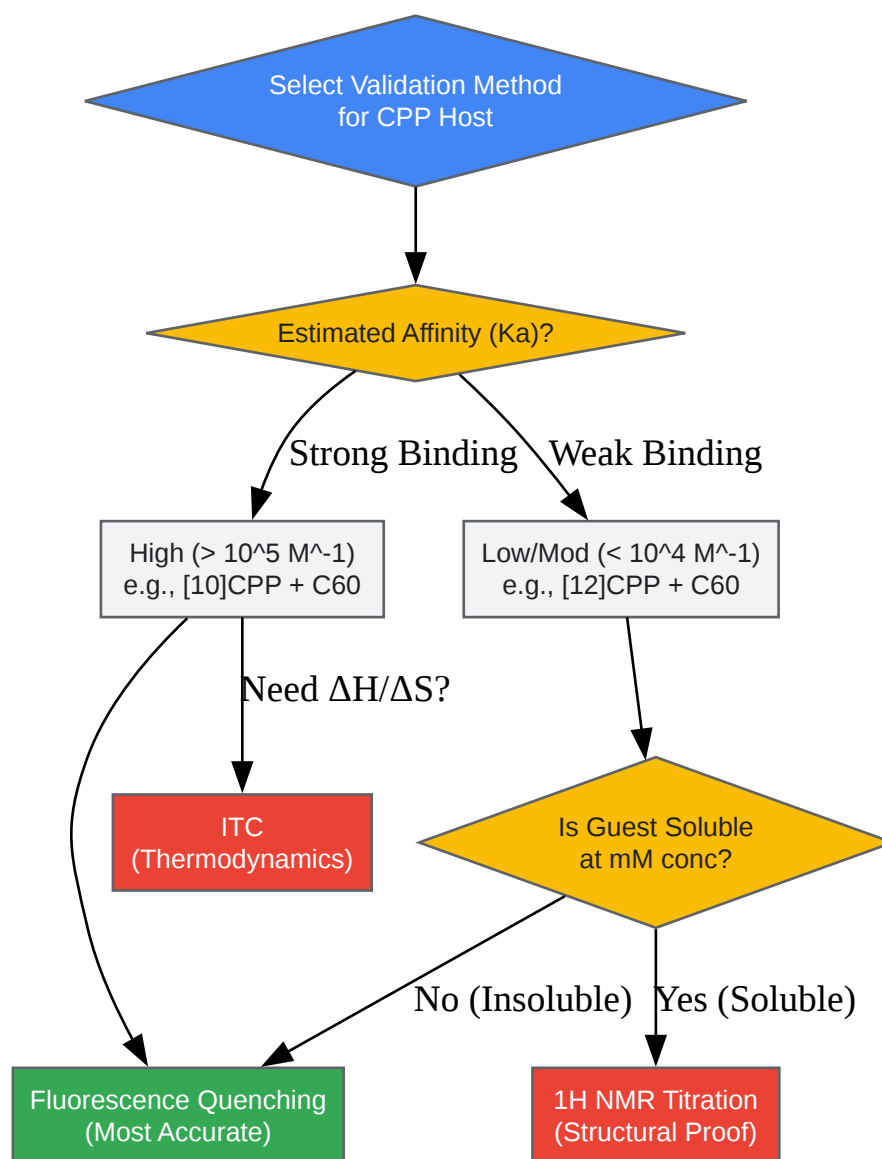 Select Validation Method
for CPP Host
Estimated Affinity (Ka)?
Strong Binding
Weak Binding
High (> 10^5 M^-1)
e.g., [10]CPP + C60
Low/Mod (< 10^4 M^-1)
e.g., [12]CPP + C60
Need ΔH/ΔS?
ITC
(Thermodynamics)
Is Guest Soluble
at mM conc?
No (Insoluble)
Yes (Soluble)
Fluorescence Quenching
(Most Accurate)
1H NMR Titration
(Structural Proof)